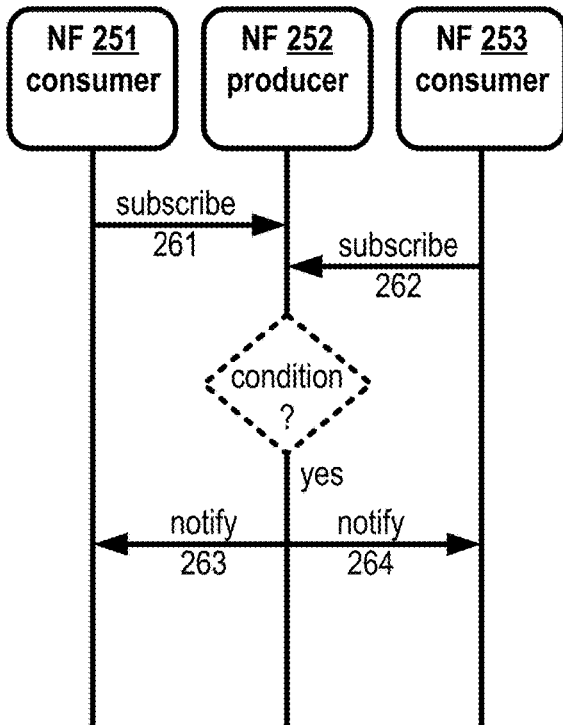 NF 251
consumer
NF 252
producer
NF 253
consumer
subscribe
261
subscribe
262
condition
?
yes
notify
263
notify
264